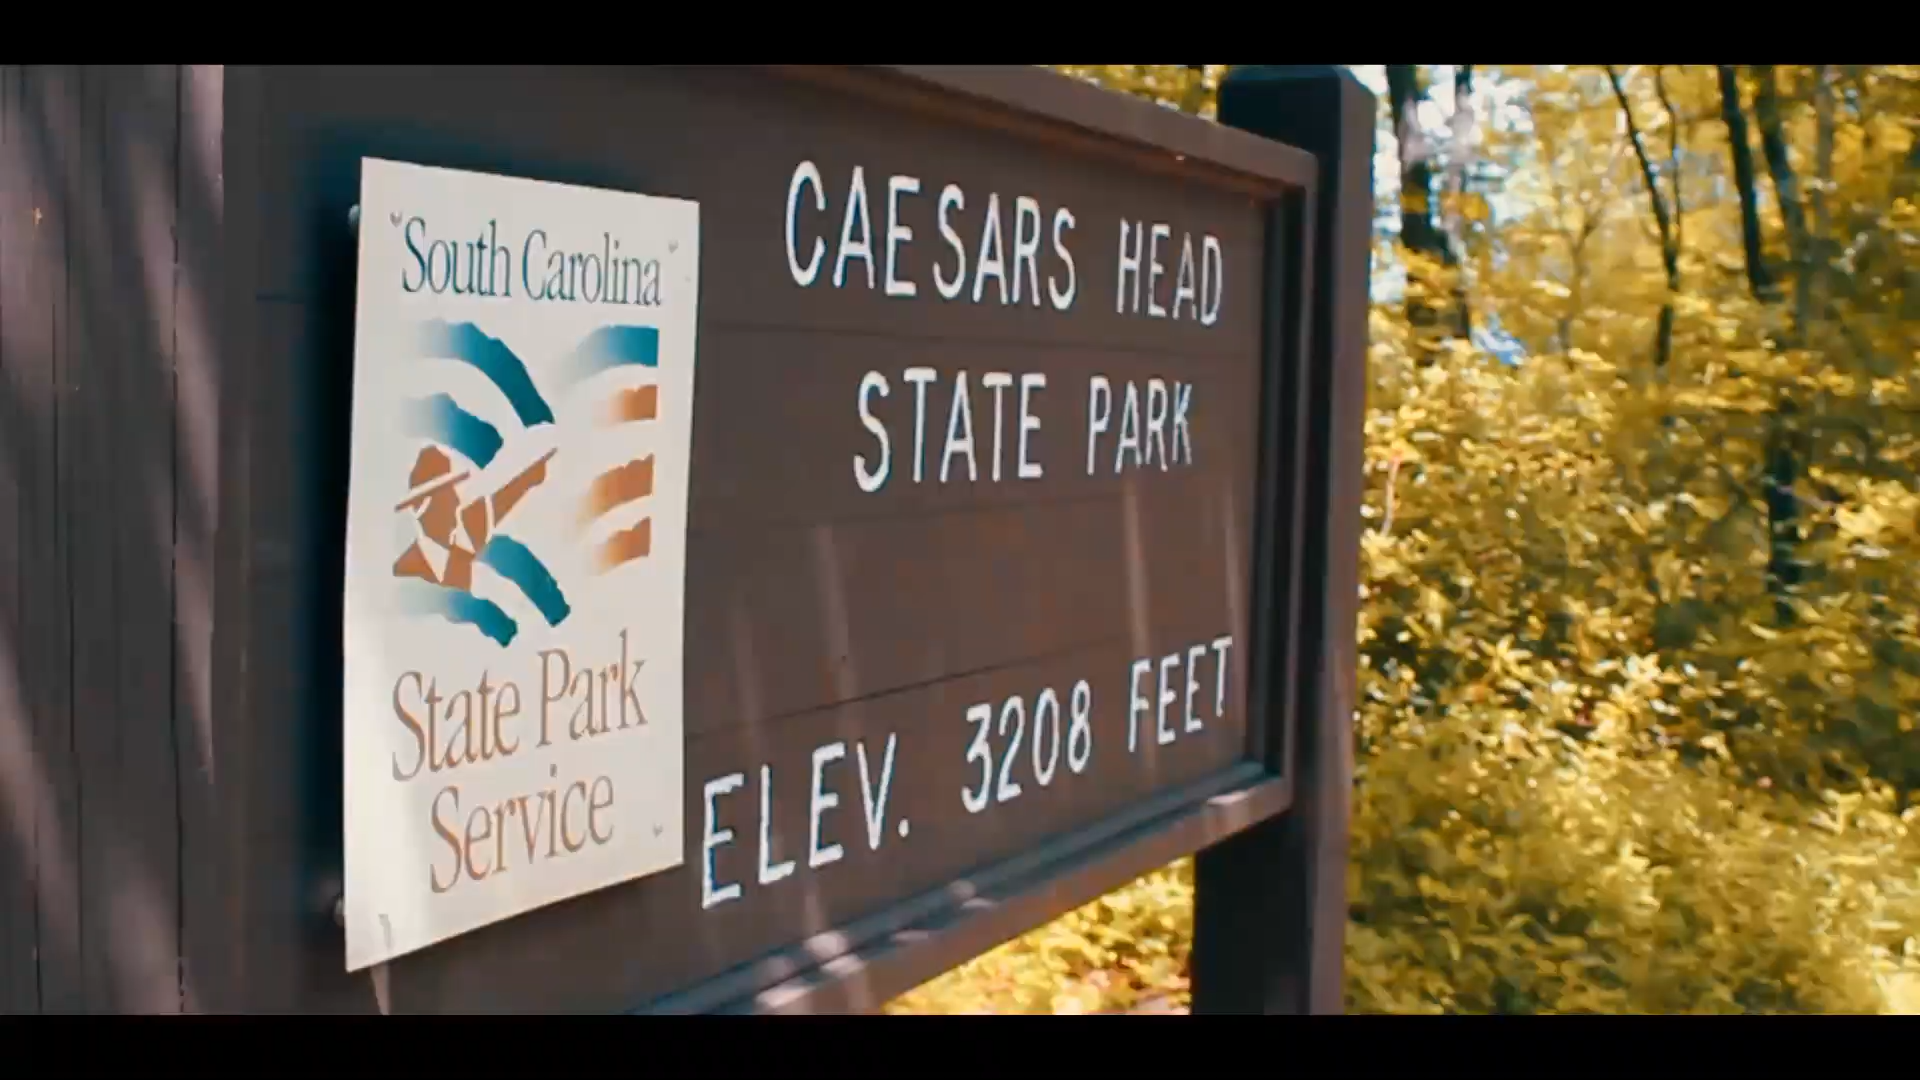 South Carolina
State Park
Service
CAESARS HEAD
STATE PARK
ELEV. 3208 FEET